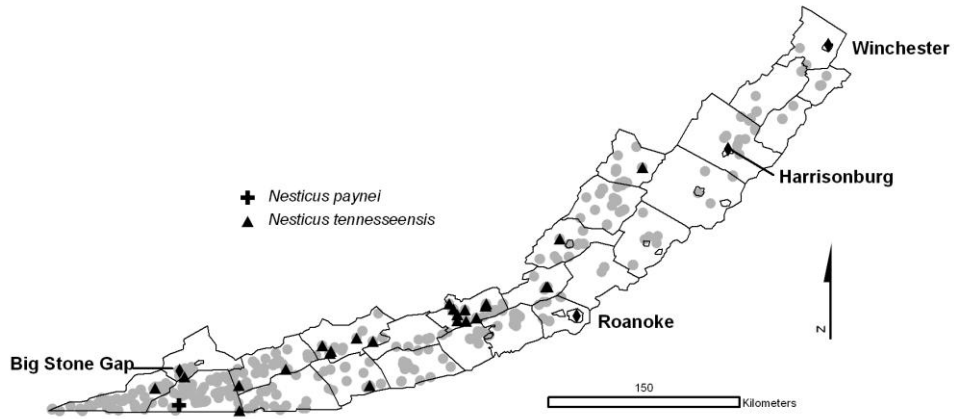 Winchester
Harrisonburg
Nesticus paynei
Nesticus tennesseensis
Roanoke
Big Stone Gap
N
150
Kilometers